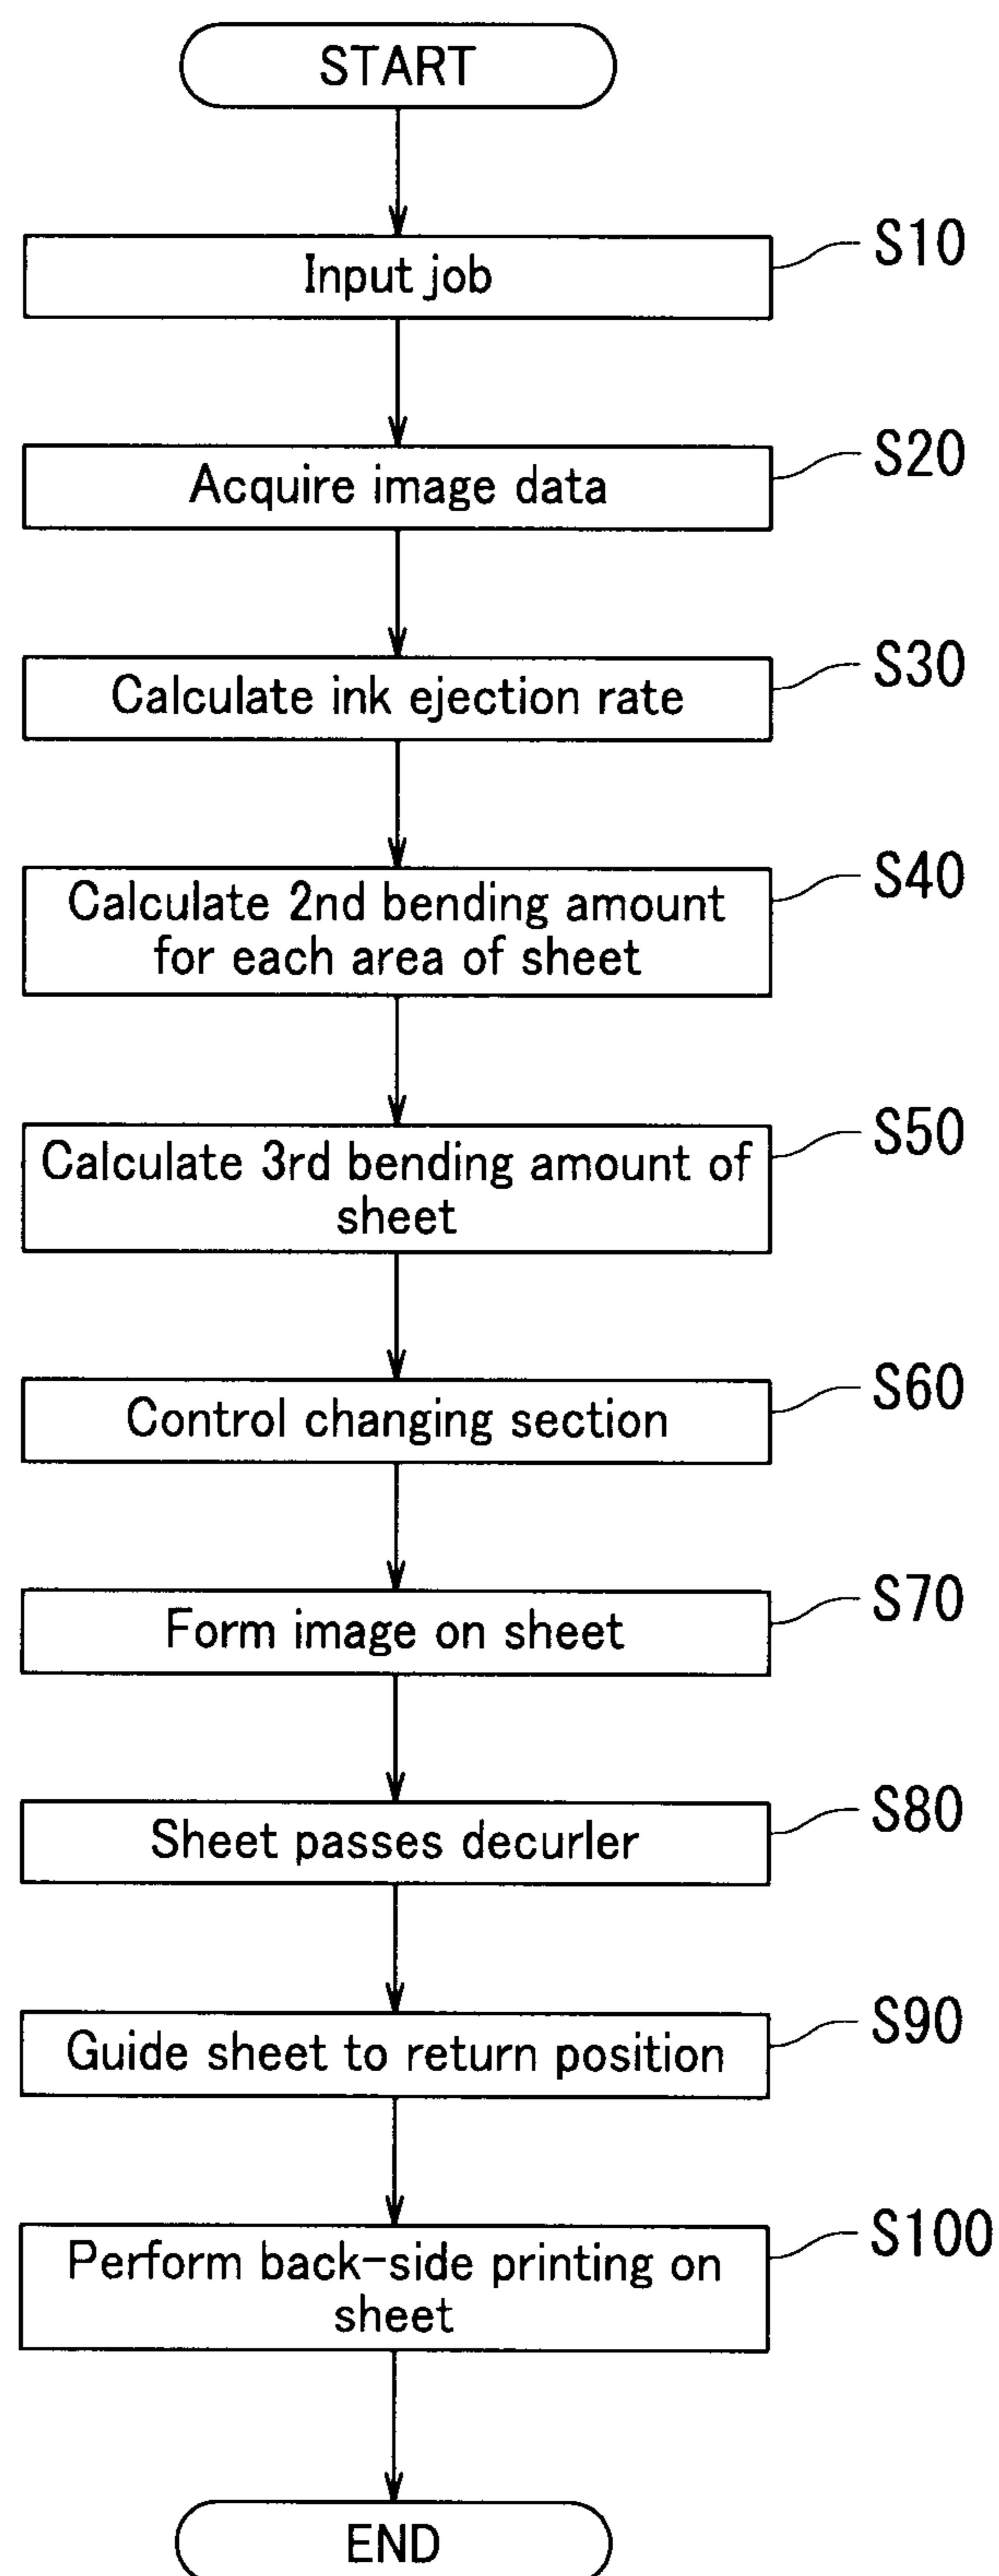 START
S10
Input job
S20
Acquire image data
S30
Calculate ink ejection rate
S40
Calculate 2nd bending amount
for each area of sheet
S50
Calculate 3rd bending amount of
sheet
S60
Control changing section
S70
Form image on sheet
S80
Sheet passes decurler
S90
Guide sheet to return position
S100
Perform back-side printing on
sheet
END